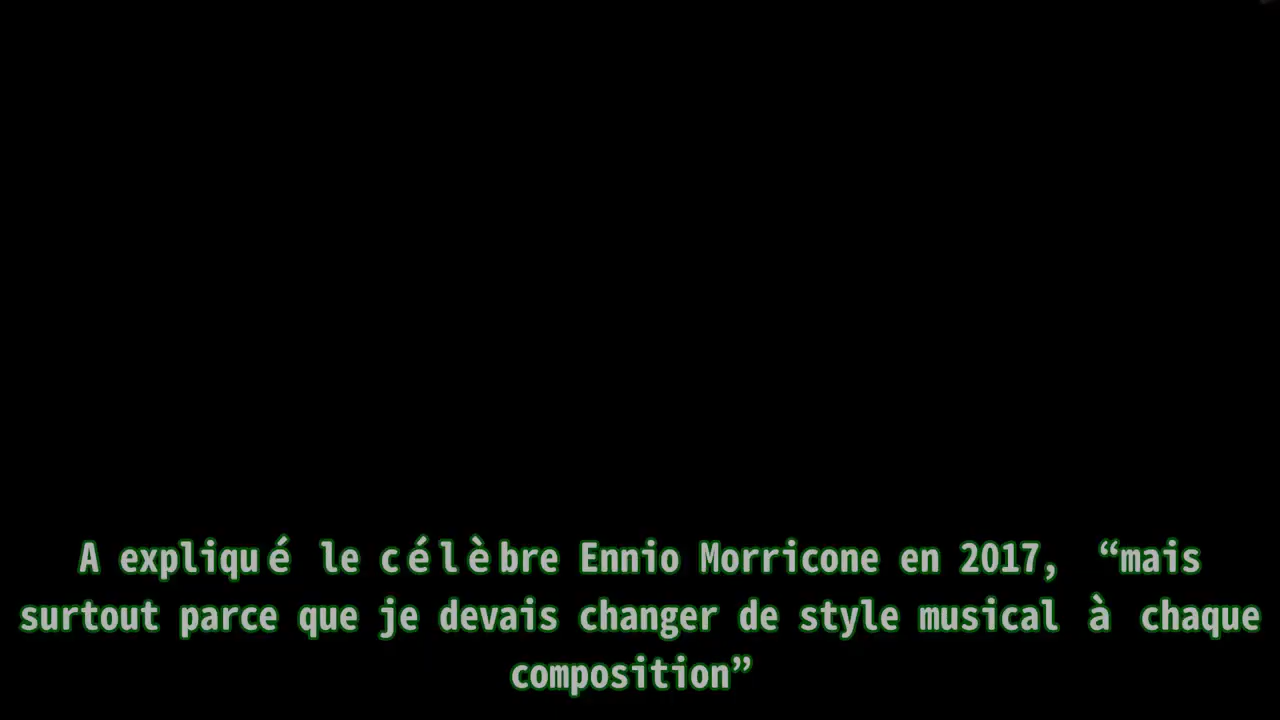 A expliqué le célèbre Ennio Morricone en 2017, “mais
surtout parce que je devais changer de style musical à chaque
composition”